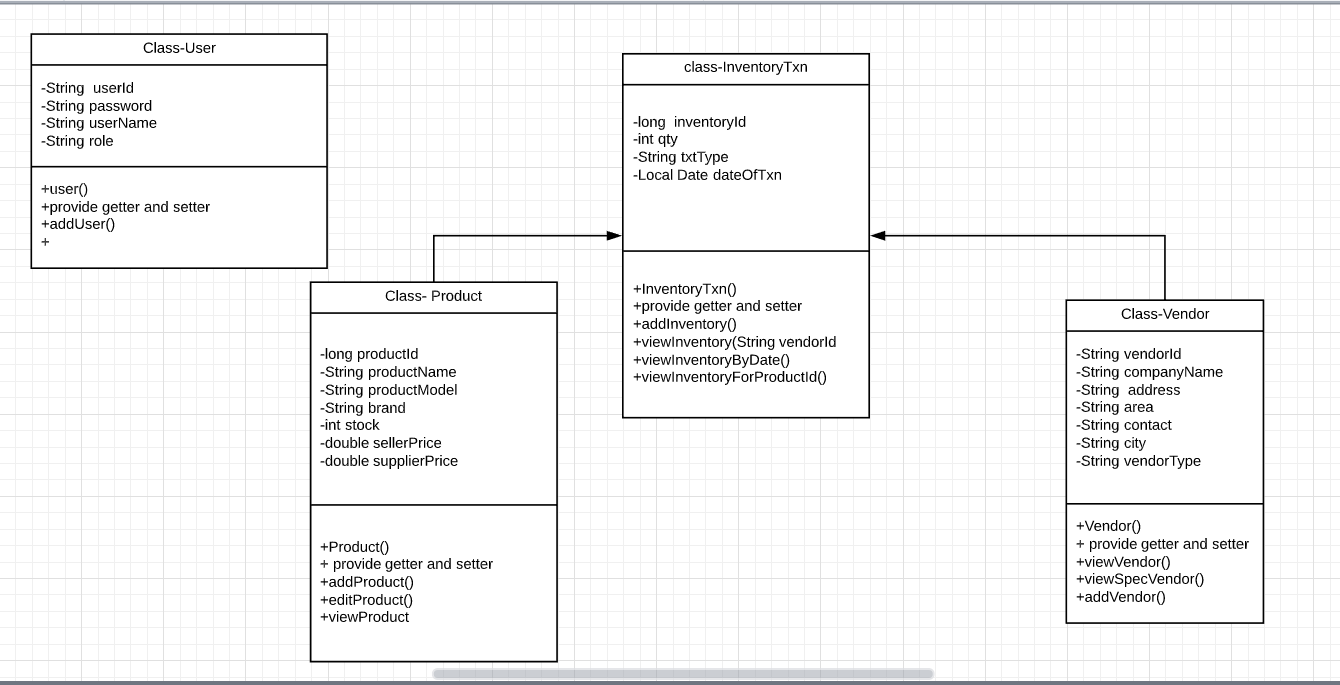 Class-User
-String  userId
-String password
-String userName
-String role
+user()
+provide getter and setter
+addUser()
+
class-InventoryTxn
-long  inventoryId
-int qty
-String txtType
-Local Date dateOfTxn
+InventoryTxn()
+provide getter and setter
+addInventory()
+viewInventory(String vendorId
+viewInventoryByDate()
+viewInventoryForProductId()
Class- Product
-long productId
-String productName
-String productModel
-String brand
-int stock
-double sellerPrice
-double supplierPrice
+Product()
+ provide getter and setter
+addProduct()
+editProduct()
+viewProduct
Class-Vendor
-String vendorId
-String companyName
-String  address
-String area
-String contact
-String city
-String vendorType
+Vendor()
+ provide getter and setter
+viewVendor()
+viewSpecVendor()
+addVendor()